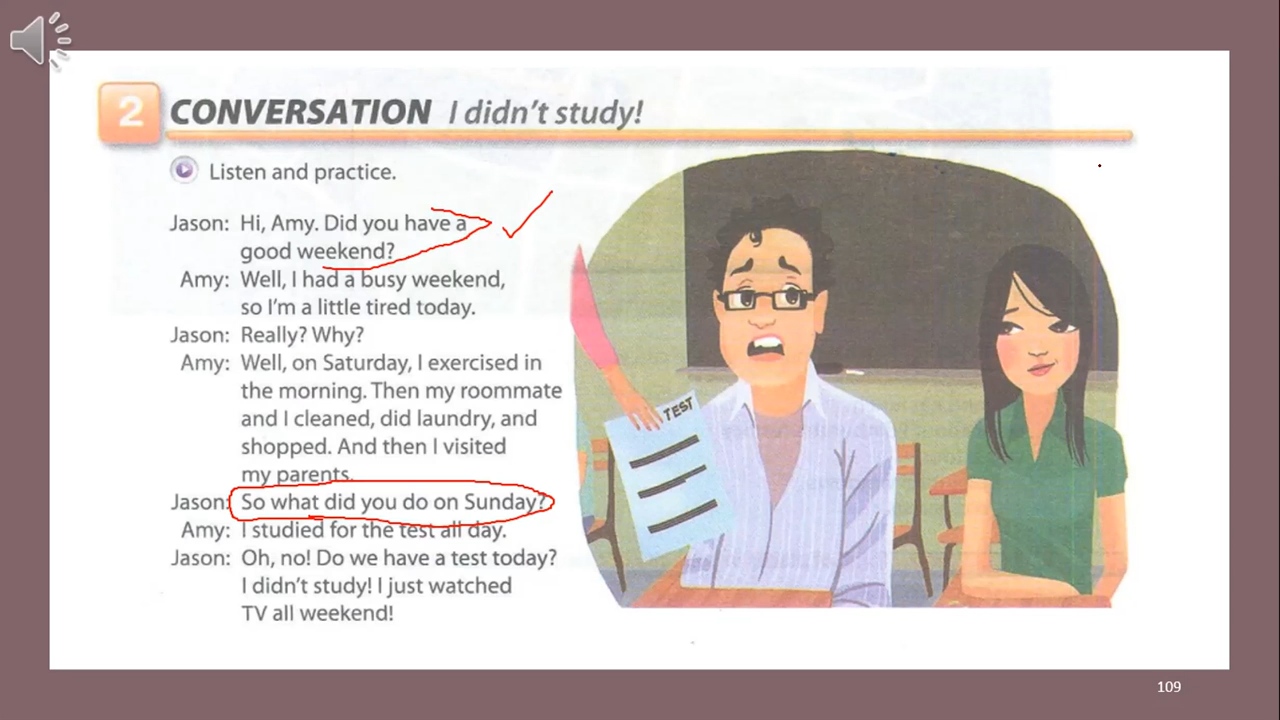 2 CONVERSATION I didn't study!
Listen and practice.
Jason: Hi, Amy. Did you have a
good weekend?
Amy: Well, I had a busy weekend,
so I'm a little tired today.
Jason: Really? Why?
Amy: Well, on Saturday, I exercised in
the morning. Then my roommate
and I cleaned, did laundry, and
shopped. And then I visited
my parents.
Jason: So what did you do on Sunday?
Amy: I studied for the test all day.
Jason: Oh, no! Do we have a test today?
I didn't study! I just watched
TV all weekend!
TEST
109